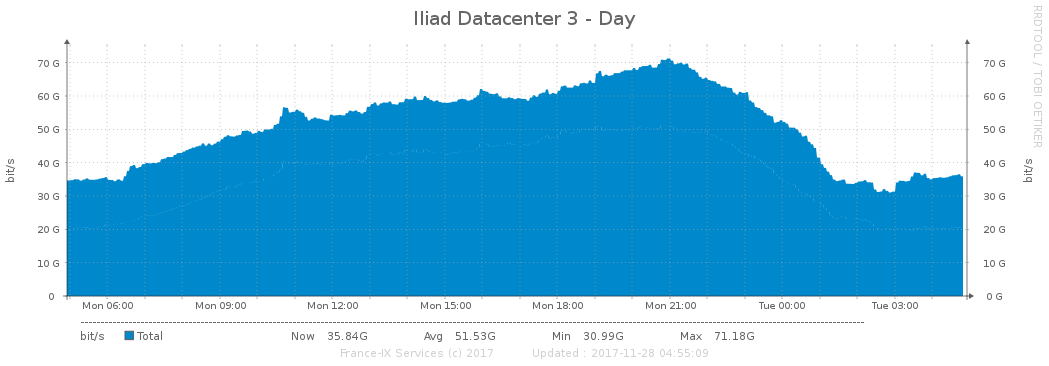 Iliad Datacenter 3 - Day
RRDTOOL / TOBI OETIKER
bit/s
bit/s
70 G 70 G
60 G 60 G
50 G 50 G
40 G 40 G
30 G 30 G
20 G 20 G
10 G 10 G
0 0 G
Mon 06:00 Mon 09:00 Mon 12:00 Mon 15:00 Mon 18:00 Mon 21:00 Tue 00:00 Tue 03:00
bit/s Total Now 35.84G Avg 51.53G Min 30.99G Max 71.18G
France-IX Services (c) 2017 Updated : 2017-11-28 04:55:09